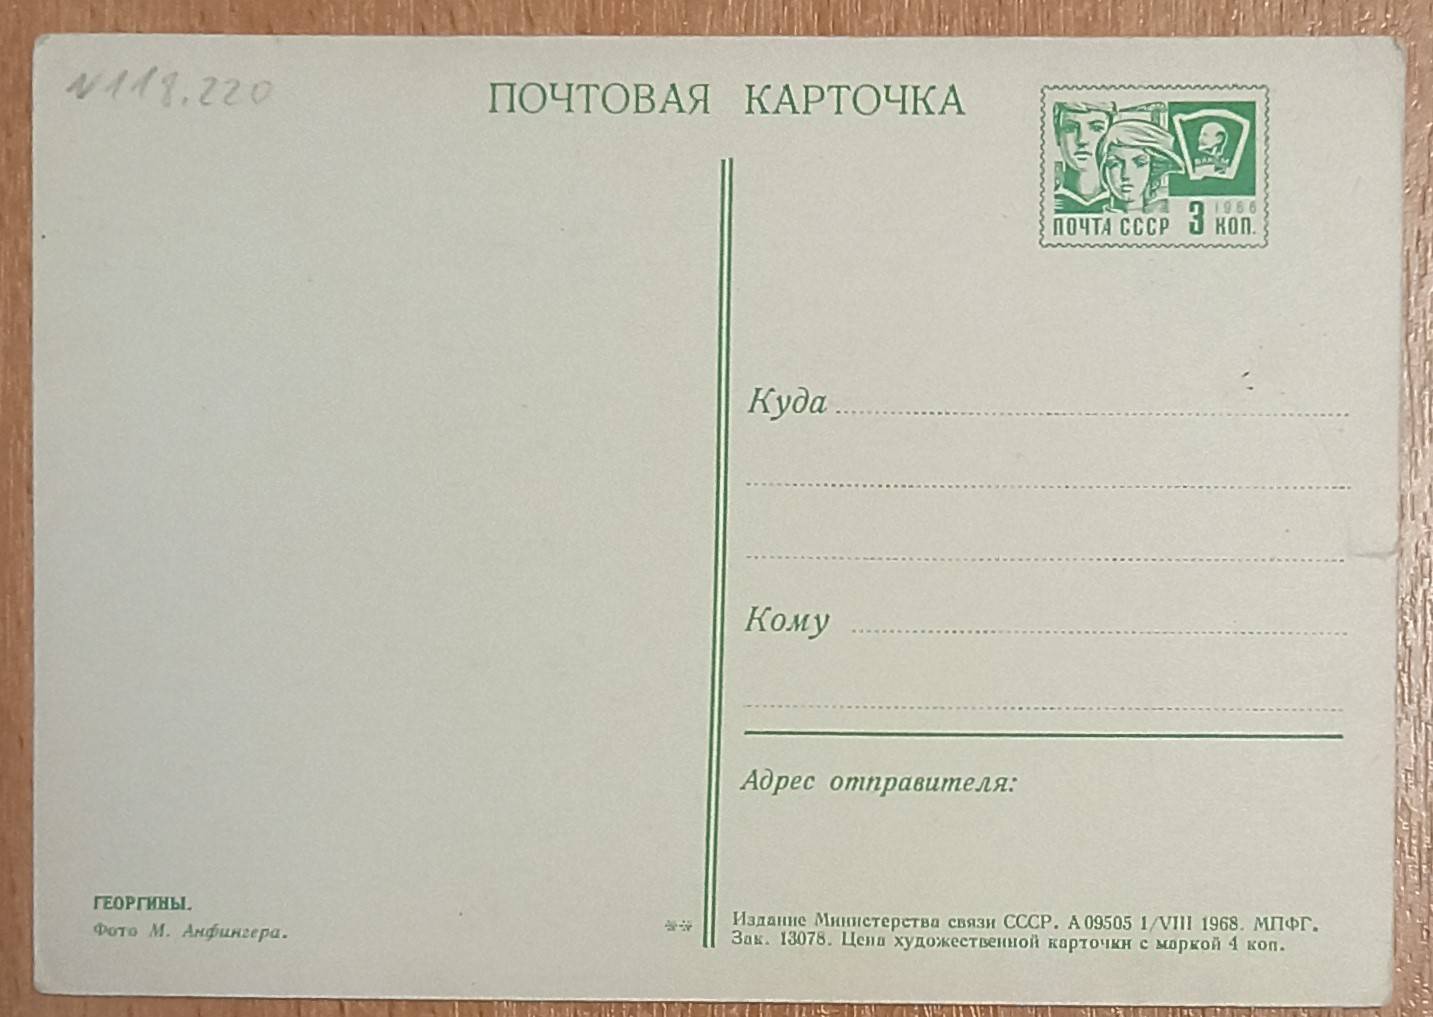 N118.220
ПОЧТОВАЯ КАРТОЧКА
1966
ПОЧТА СССР 3 КОП.
Куда
Кому
Адрес отправителя:
ГЕОРГИНЫ.
Фото М. Анфингера.
Издание Министерства связи СССР. А 09505 1/VIII 1968. МПФГ.
Зак. 13078. Цена художественной карточки с маркой 4 коп.